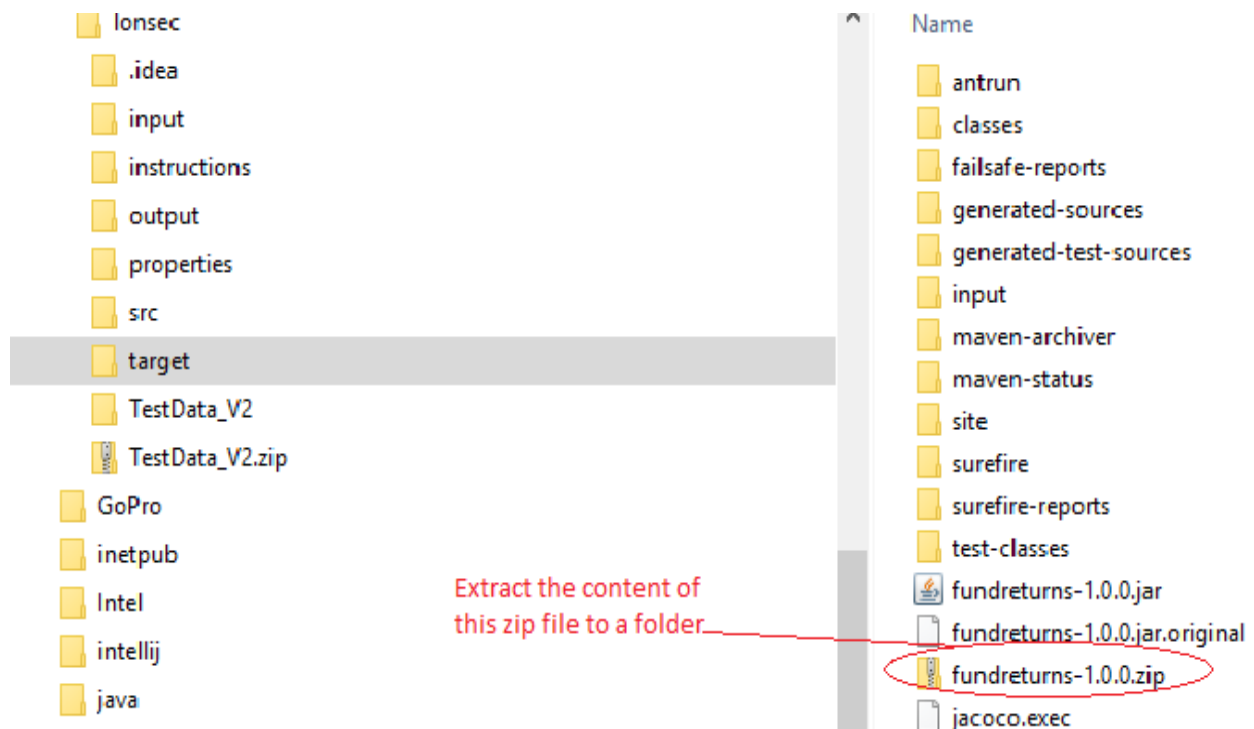 lonsec
.idea
input
instructions
output
properties
src
target
TestData_V2
TestData_V2.zip
GoPro
inetpub
Intel
intellij
java
Extract the content of
this zip file to a folder
Name
antrun
classes
failsafe-reports
generated-sources
generated-test-sources
input
maven-archiver
maven-status
site
surefire
surefire-reports
test-classes
fundreturns-1.0.0.jar
fundreturns-1.0.0.jar.original
fundreturns-1.0.0.zip
jacoco.exec